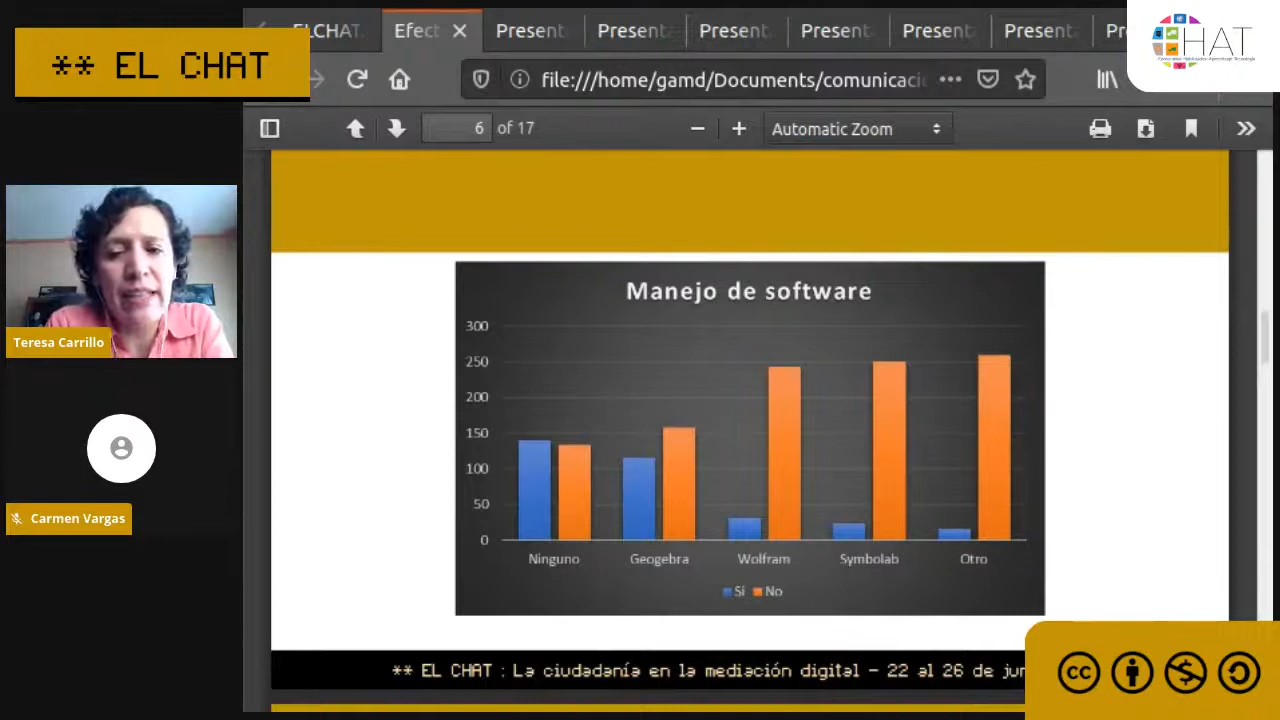 ** EL CHAT
ELCHAT.
Efect
Present
Present
Present
Present
Present
Present
Pr
HAT
file:///home/gamd/Documents/comunicaci
6 of 17
Automatic Zoom
Teresa Carrillo
Carmen Vargas
Manejo de software
300
250
200
150
100
50
0
Ninguno Geogebra Wolfram Symbolab Otro
Sí No
** EL CHAT : La ciudadanía en la mediación digital - 22 al 26 de jun
cc